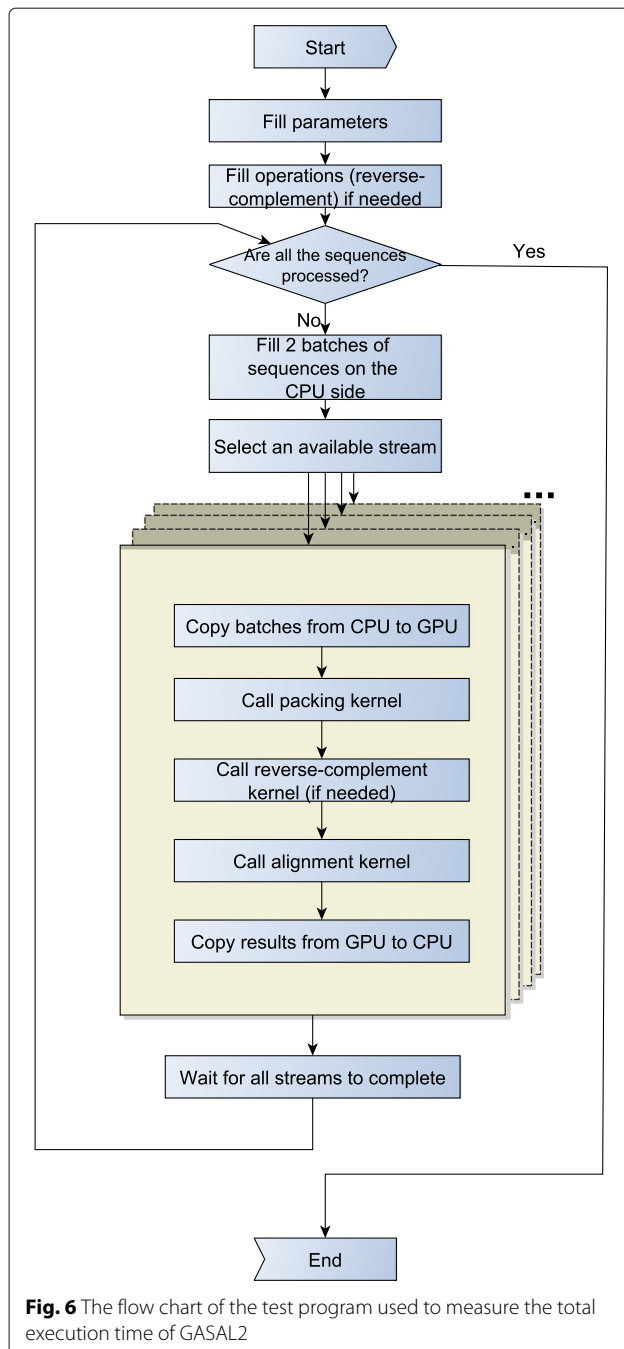 Start
Fill parameters
Fill operations (reverse-
complement) if needed
Are all the sequences
processed?
Yes
No
Fill 2 batches of
sequences on the
CPU side
Select an available stream
...
Copy batches from CPU to GPU
Call packing kernel
Call reverse-complement
kernel (if needed)
Call alignment kernel
Copy results from GPU to CPU
Wait for all streams to complete
End
Fig. 6 The flow chart of the test program used to measure the total
execution time of GASAL2